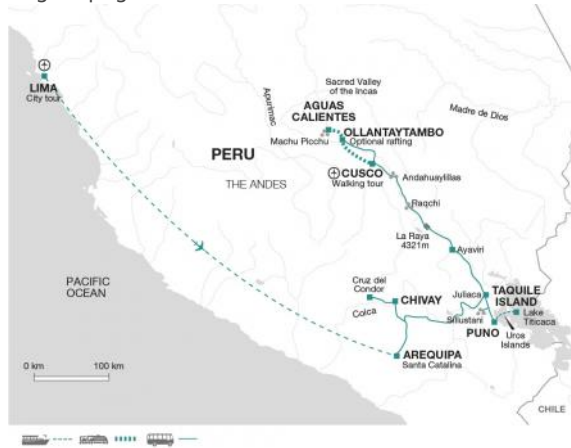 LIMA
City tour
Apurimac
Sacred Valley
of the Incas
Madre de Dios
AGUAS
CALIENTES
OLLANTAYTAMBO
Machu Picchu
Optional rafting
PERU
CUSCO
Walking tour
Andahuaylillas
THE ANDES
Raqchi
La Raya
4321m
Ayaviri
PACIFIC
OCEAN
Cruz del
Condor
CHIVAY
Colca
Juliaca
TAQUILE
ISLAND
Sillustani
Lake
Titicaca
PUNO
Uros
Islands
AREQUIPA
Santa Catalina
0 km
100 km
CHILE